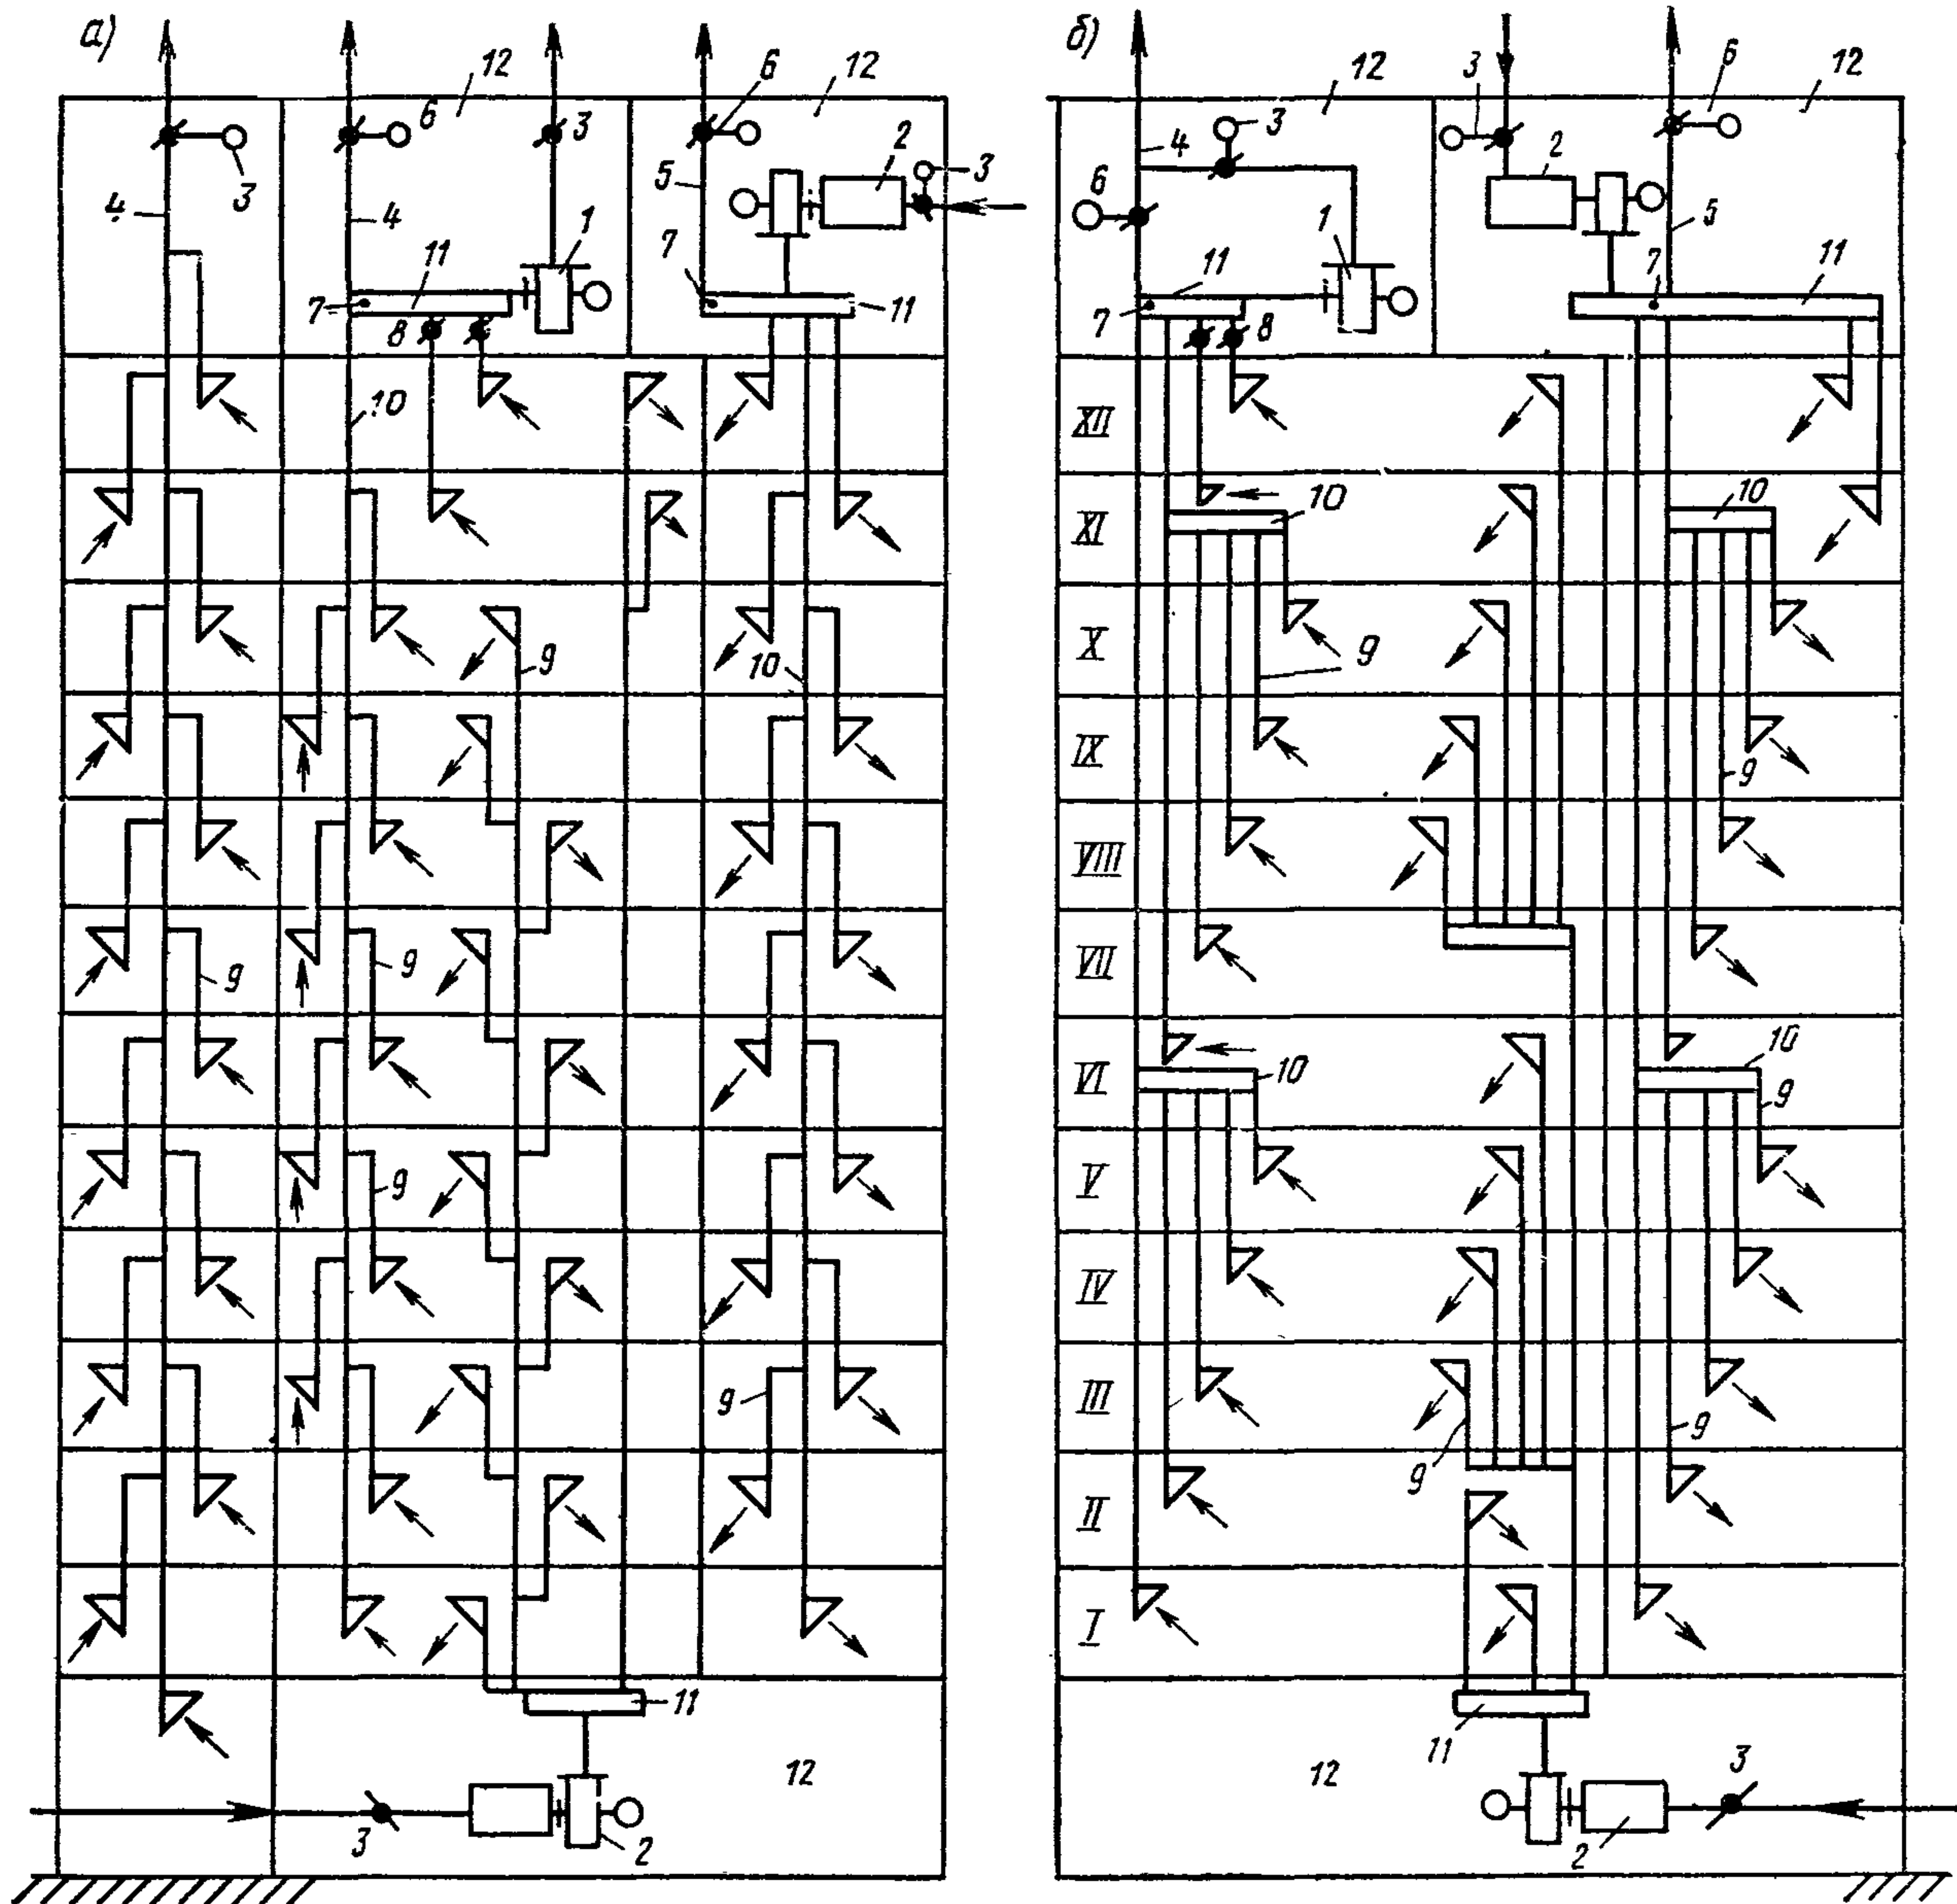 а) б)
12 6 12 12 3 6 12
3 6 3 2 3 3 4 2
4 4 5 6 5
11 1 7 11 1 7 11
7 8 11 7 8
10 XII
10 XI 10
9 10 X 9
IX 9
VIII
9 9 VII
VI 10 10
9
9 V
IV
9 III 9
9
II
I
11
11
12 12 3
3 2 2